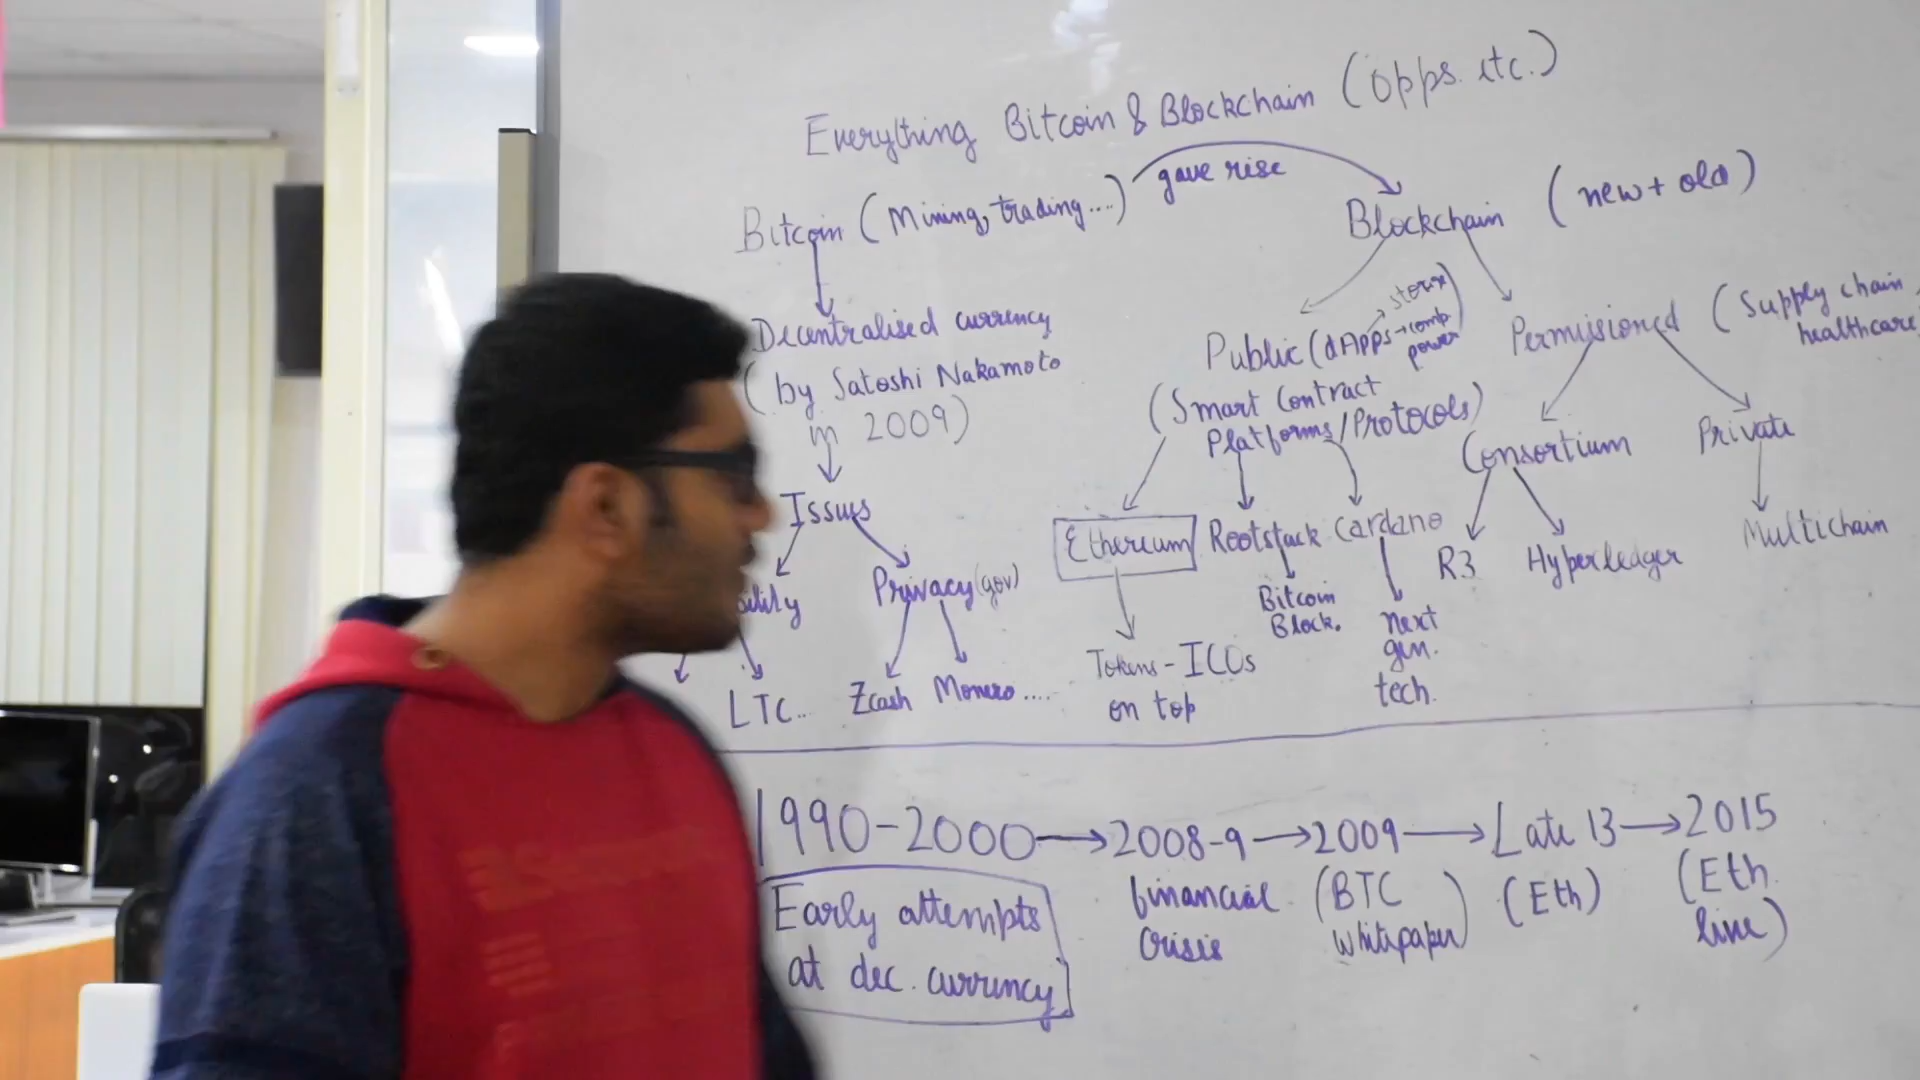 Everything Bitcoin & Blockchain (Opps. etc.)
Bitcoin (Mining, trading....)
gave rise
Blockchain (new + old)
Decentralised currency
(by Satoshi Nakamoto
in 2009)
Issues
Privacy (gov)
LTC..
Zcash Monero ....
Public (dApps → comp
power
Permissioned (Supply chain,
healthcare
(Smart Contract
Platforms/Protocols)
Consortium
Private
Ethereum
Rootstock
Cardano
R3
Hyperledger
Multichain
Tokens - ICOs
on top
Bitcoin
Block.
next
gen.
tech.
1990-2000 → 2008-9 → 2009 → Late 13 → 2015
Early attempts
at dec. currency
financial
Crisis
(BTC
whitepaper)
(Eth)
(Eth.
live)